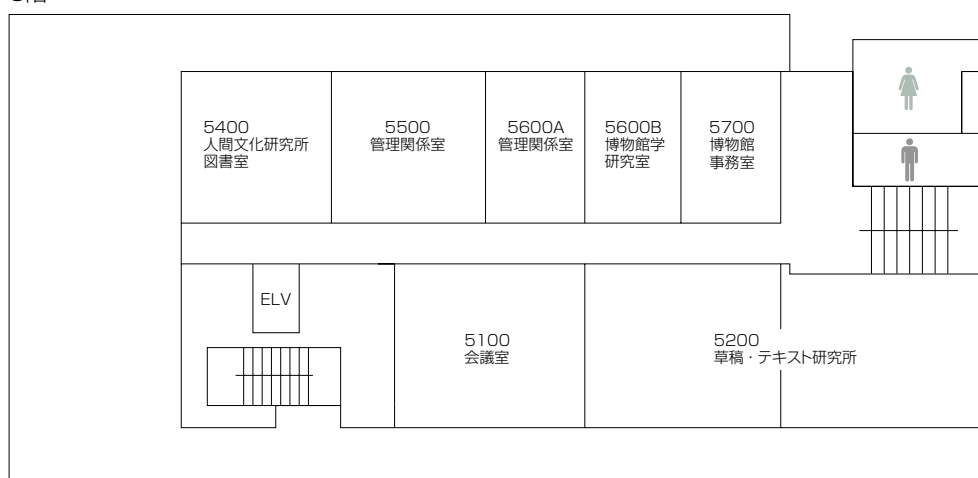 5400
人間文化研究所
図書室
5500
管理関係室
5600A
管理関係室
5600B
博物館学
研究室
5700
博物館
事務室
ELV
5100
会議室
5200
草稿・テキスト研究所